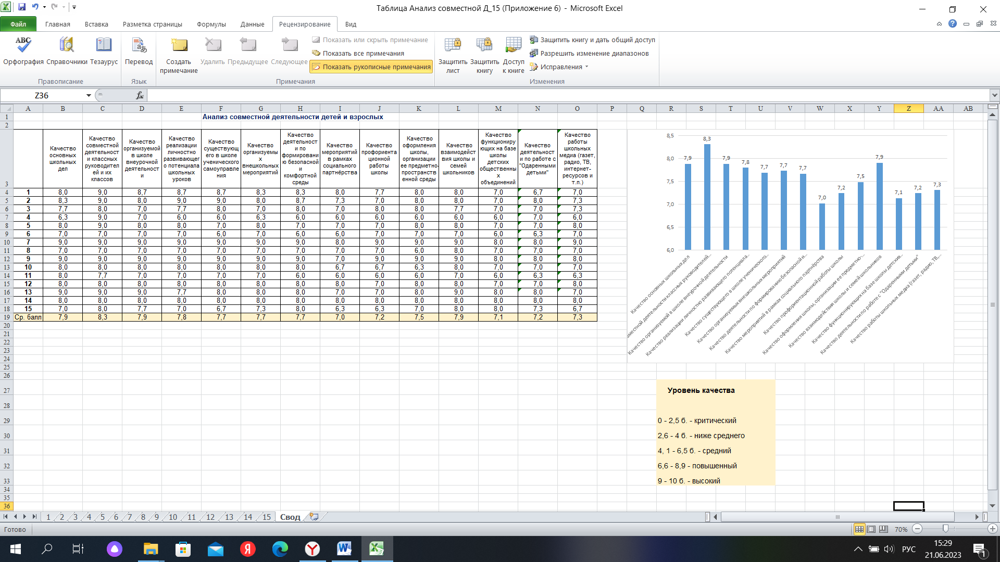 Таблица Анализ совместной Д_15 (Приложение 6) - Microsoft Excel
Файл Главная Вставка Разметка страницы Формулы Данные Рецензирование Вид
Орфография Справочники Тезаурус
Правописание
Перевод
Язык
Создать примечание
Удалить Предыдущее Следующее
Показать или скрыть примечание
Показать все примечания
Показать рукописные примечания
Примечания
Защитить лист
Защитить книгу
Доступ к книге
Защитить книгу и дать общий доступ
Разрешить изменение диапазонов
Исправления
Изменения
Z36
fx
A B C D E F G H I J K L M N O P Q R S T U V W X Y Z AA AB
Анализ совместной деятельности детей и взрослых
Качество основных школьных дел
Качество совместной деятельност и классных руководител ей и их классов
Качество организуемой в школе внеурочной деятельност и
Качество реализации личностно развивающег о потенциала школьных уроков
Качество существующ его в школе ученического самоуправле ния
Качество организуемы х внешкольных мероприятий
Качество деятельност и по формировани ю безопасной и комфортной среды
Качество мероприятий в рамках социального партнёрства
Качество профориента ционной работы школы
Качество оформления школы, организации ее предметно-пространств енной среды
Качество взаимодейст вия школы и семей школьников
Качество функциониру ющих на базе школы детских общественны х объединений
Качество деятельност и по работе с "Одаренными детьми"
Качество работы школьных медиа (газет, радио, ТВ, интернет-ресурсов и т.п.)
1 8,0 9,0 8,7 8,7 8,7 8,3 8,3 8,0 7,7 8,0 8,0 7,0 6,7 7,0
2 8,3 9,0 8,0 9,0 9,0 8,0 8,7 7,3 7,0 8,0 8,0 7,0 8,0 7,3
3 7,7 8,0 7,0 7,7 8,0 7,0 8,0 7,0 8,0 8,0 7,7 7,0 7,0 7,3
4 6,3 9,0 7,0 6,0 6,0 6,3 6,0 6,0 6,0 6,0 6,0 6,0 7,0 6,0
5 8,0 9,0 8,0 8,0 7,0 8,0 7,0 7,0 7,0 8,0 8,0 7,0 7,0 8,0
6 7,0 7,0 7,0 7,0 6,0 7,0 6,0 6,0 7,0 7,0 7,0 6,0 6,3 7,0
7 9,0 9,0 9,0 9,0 9,0 9,0 9,0 8,0 9,0 9,0 9,0 8,0 8,0 9,0
8 7,0 7,0 7,0 7,0 7,0 7,0 7,0 7,0 7,0 6,0 8,0 7,0 7,0 7,0
9 9,0 9,0 9,0 9,0 9,0 9,0 9,0 7,0 9,0 9,0 9,0 8,0 8,0 8,0
10 8,0 8,0 8,0 8,0 8,0 8,0 8,0 6,7 6,7 6,3 8,0 7,0 7,0 7,0
11 8,0 7,7 7,0 7,0 7,0 7,0 6,0 6,0 6,0 6,0 7,0 6,0 6,3 6,3
12 8,0 8,0 8,0 8,0 8,0 8,0 8,0 8,0 7,0 8,0 8,0 7,0 7,0 8,0
13 9,0 9,0 9,0 7,7 8,0 8,0 8,0 7,0 7,0 8,0 9,0 8,0 8,0 7,0
14 8,0 8,0 8,0 8,0 8,0 8,0 8,0 8,0 8,0 8,0 8,0 8,0 8,0 8,0
15 7,0 8,0 7,7 7,0 6,7 7,3 8,0 6,3 6,3 7,0 8,0 8,0 7,3 6,7
Ср. балл 7,9 8,3 7,9 7,8 7,7 7,7 7,7 7,0 7,2 7,5 7,9 7,1 7,2 7,3
8,5
8,0
7,5
7,0
6,5
6,0
7,9 8,3 7,9 7,8 7,7 7,7 7,7 7,0 7,2 7,5 7,9 7,1 7,2 7,3
Качество основных школьных дел
местной деятельности классных руководителей...
Качество организуемой в школе внеурочной деятельности
Качество реализации личностно развивающего потенциала...
Качество существующего в школе ученического...
Качество организуемых внешкольных мероприятий
Качество деятельности по формированию безопасной и...
Качество мероприятий в рамках социального партнёрства
Качество профориентационной работы школы
Качество оформления школы, организации ее предметно-...
Качество взаимодействия школы и семей школьников
Качество функционирующих на базе школы детских...
Качество деятельности по работе с "Одаренными детьми"
Качество работы школьных медиа (газет, радио, ТВ,...
Уровень качества
0 - 2,5 б. - критический
2,6 - 4 б. - ниже среднего
4, 1 - 6,5 б. - средний
6,6 - 8,9 - повышенный
9 - 10 б. - высокий
1 2 3 4 5 6 7 8 9 10 11 12 13 14 15 Свод
Готово
70%
РУС
15:29
21.06.2023
1